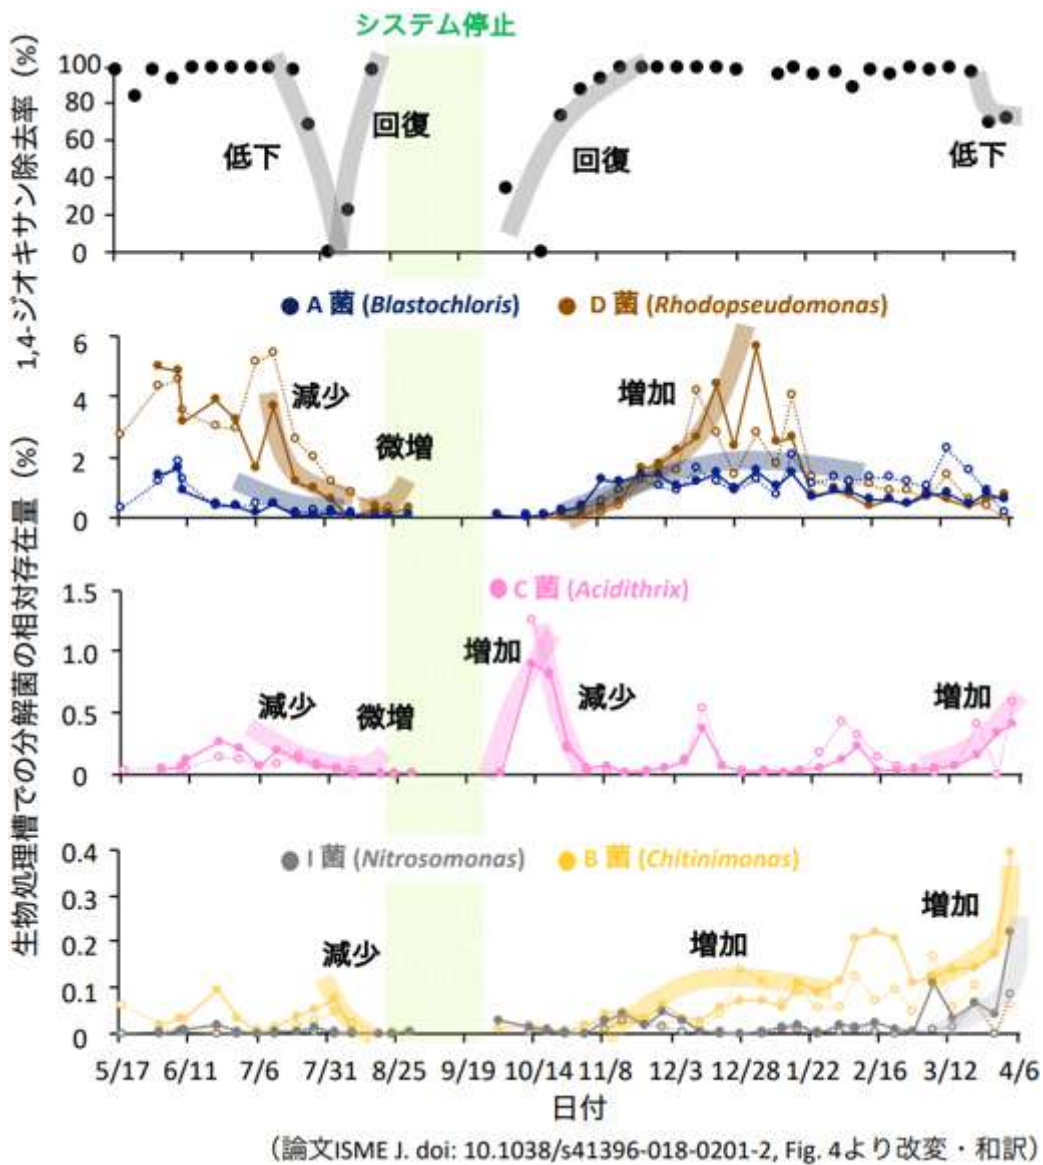 システム停止
1,4-ジオキサン除去率(%)
100
80
60
40
20
0
低下
回復
回復
低下
生物処理槽での分解菌の相対存在量(%)
● A 菌 (Blastochloris) ● D 菌 (Rhodopseudomonas)
6
4
2
0
減少
微増
増加
● C 菌 (Acidithrix)
1.5
1.0
0.5
0
減少
微増
増加
減少
増加
● I 菌 (Nitrosomonas) ● B 菌 (Chitinimonas)
0.4
0.3
0.2
0.1
0
減少
増加
増加
5/17 6/11 7/6 7/31 8/25 9/19 10/14 11/8 12/3 12/28 1/22 2/16 3/12 4/6
日付
(論文ISME J. doi: 10.1038/s41396-018-0201-2, Fig. 4より改変・和訳)